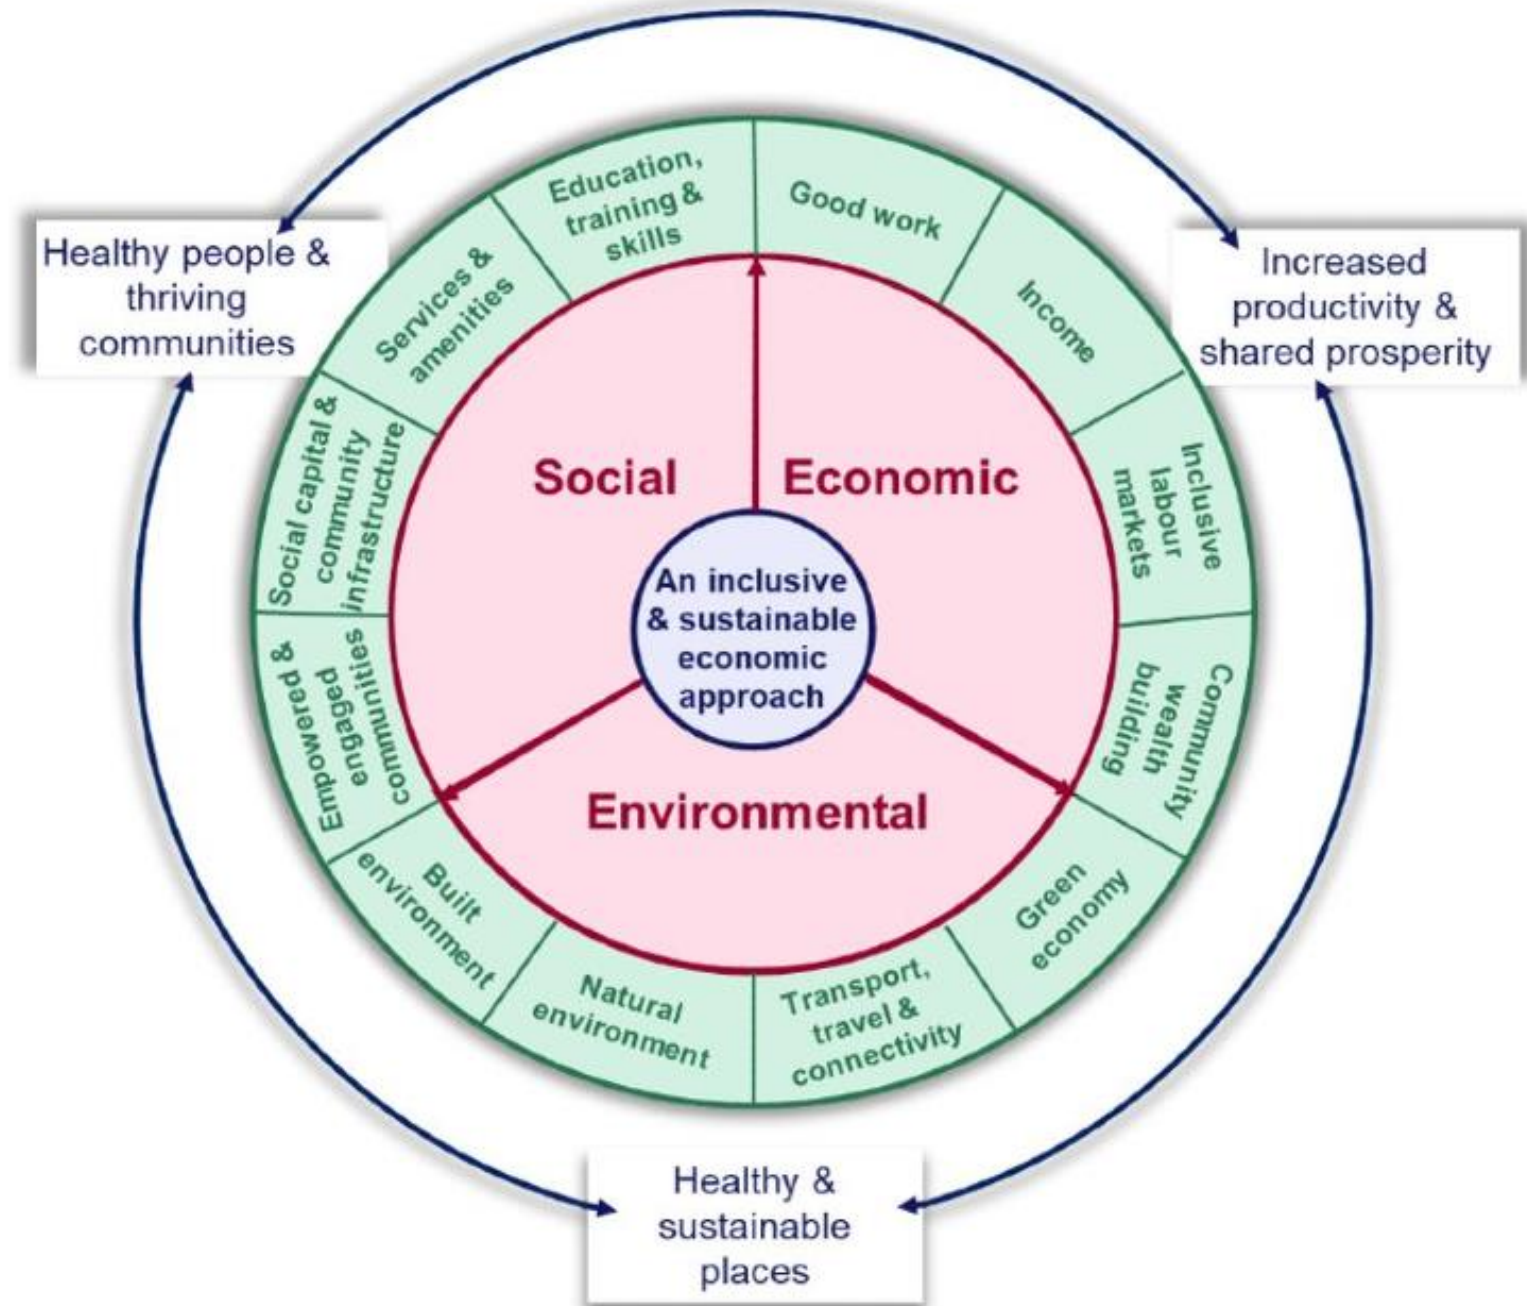 Healthy people &
thriving
communities
Increased
productivity &
shared prosperity
Education,
training &
skills
Good work
Income
Inclusive
labour
markets
Community
wealth
building
Green
economy
Transport,
travel &
connectivity
Natural
environment
Built
environment
Empowered &
engaged
communities
Social capital &
community
infrastructure
Services &
amenities
Social
Economic
Environmental
An inclusive
& sustainable
economic
approach
Healthy &
sustainable
places